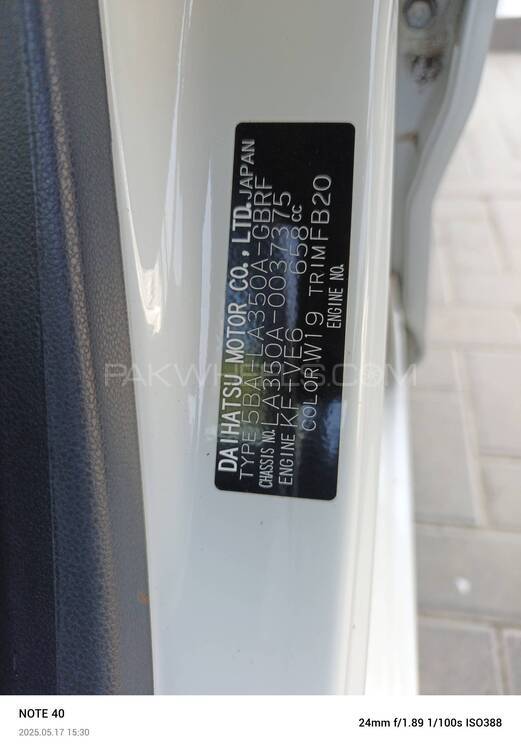 DAIHATSU MOTOR CO., LTD. JAPAN
TYPE 5BA-LA350A-GBRF
CHASSIS NO. LA350A-0037375
ENGINE KF-VE6 658cc
COLOR W19 TRIM FB20
ENGINE NO.
PAKWHEELS.COM
NOTE 40
2025.05.17 15:30
24mm f/1.89 1/100s ISO388